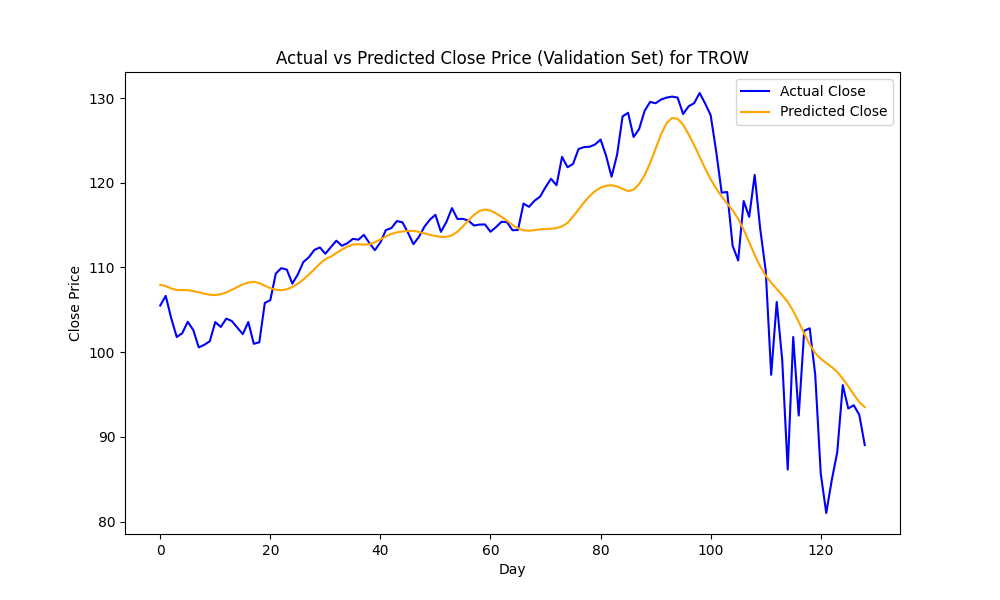 Actual vs Predicted Close Price (Validation Set) for TROW
Actual Close
Predicted Close
Close Price
130
120
110
100
90
80
0 20 40 60 80 100 120
Day